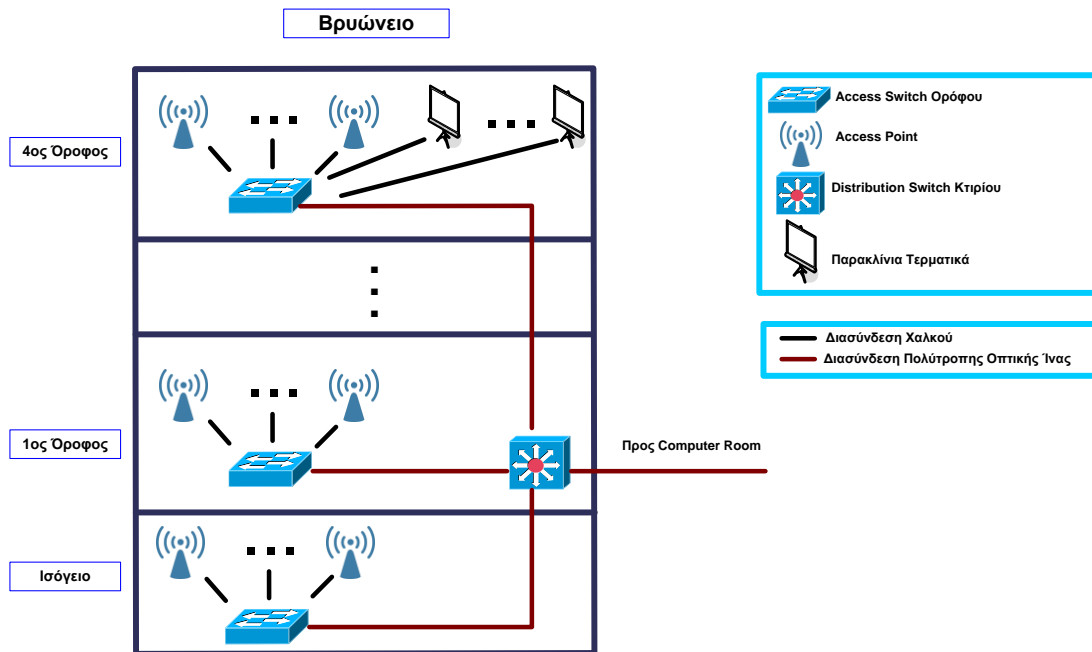 Βρυώνειο
4ος Όροφος
1ος Όροφος
Ισόγειο
Προς Computer Room
Access Switch Ορόφου
Access Point
Distribution Switch Κτιρίου
Παρακλίνια Τερματικά
Διασύνδεση Χαλκού
Διασύνδεση Πολύτροπης Οπτικής Ίνας